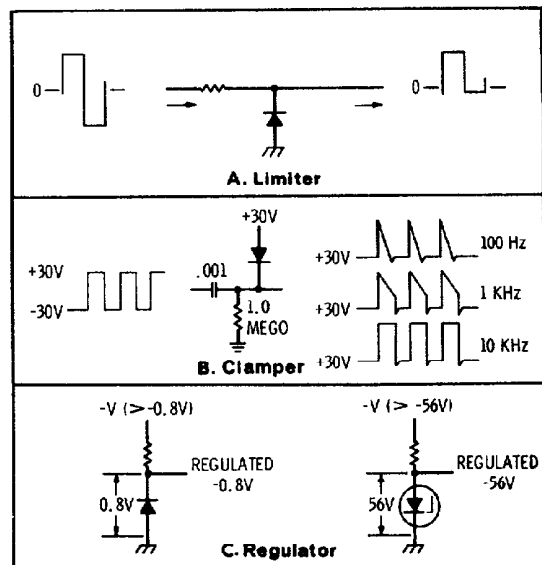 0
0
A. Limiter
+30V
+30V
-30V
.001
1.0
MEGO
+30V
100 Hz
+30V
1 KHz
+30V
10 KHz
B. Clamper
-V (> -0.8V)
REGULATED
-0.8V
0.8V
-V (> -56V)
REGULATED
-56V
56V
C. Regulator